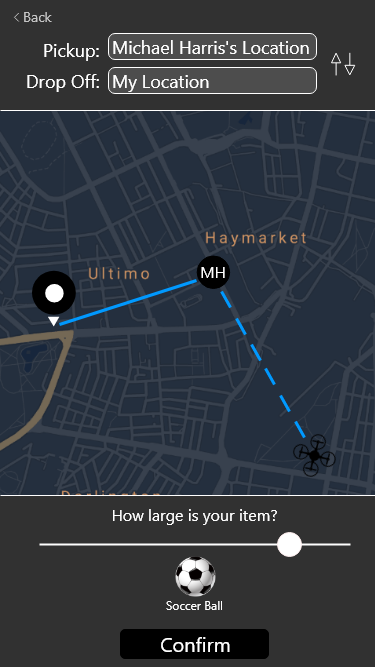 Back
Pickup: Michael Harris's Location
Drop Off: My Location
Haymarket
Ultimo
MH
How large is your item?
Soccer Ball
Confirm